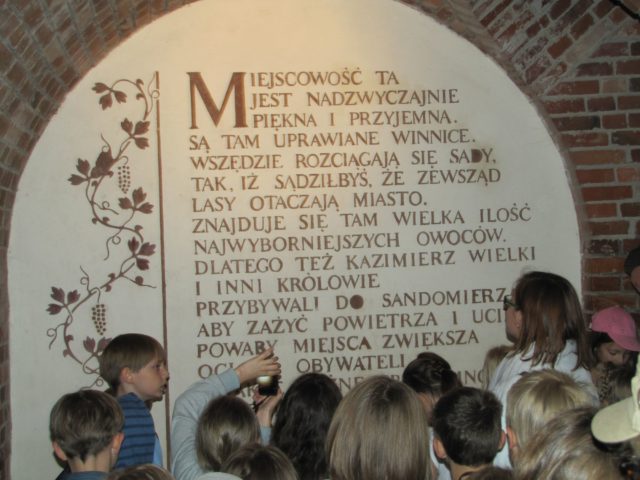 MIEJSCOWOŚĆ TA
JEST NADZWYCZAJNIE
PIĘKNA I PRZYJEMNA.
SĄ TAM UPRAWIANE WINNICE.
WSZĘDZIE ROZCIĄGAJĄ SIĘ SADY,
TAK, IŻ SĄDZIŁBYŚ, ŻE ZEWSZĄD
LASY OTACZAJĄ MIASTO.
ZNAJDUJE SIĘ TAM WIELKA ILOŚĆ
NAJWYBORNIEJSZYCH OWOCÓW.
DLATEGO TEŻ KAZIMIERZ WIELKI
I INNI KRÓLOWIE
PRZYBYWALI DO SANDOMIERZ
ABY ZAŻYĆ POWIETRZA I
POWABY MIEJSCA ZWIĘKSZA
OBYWATELI